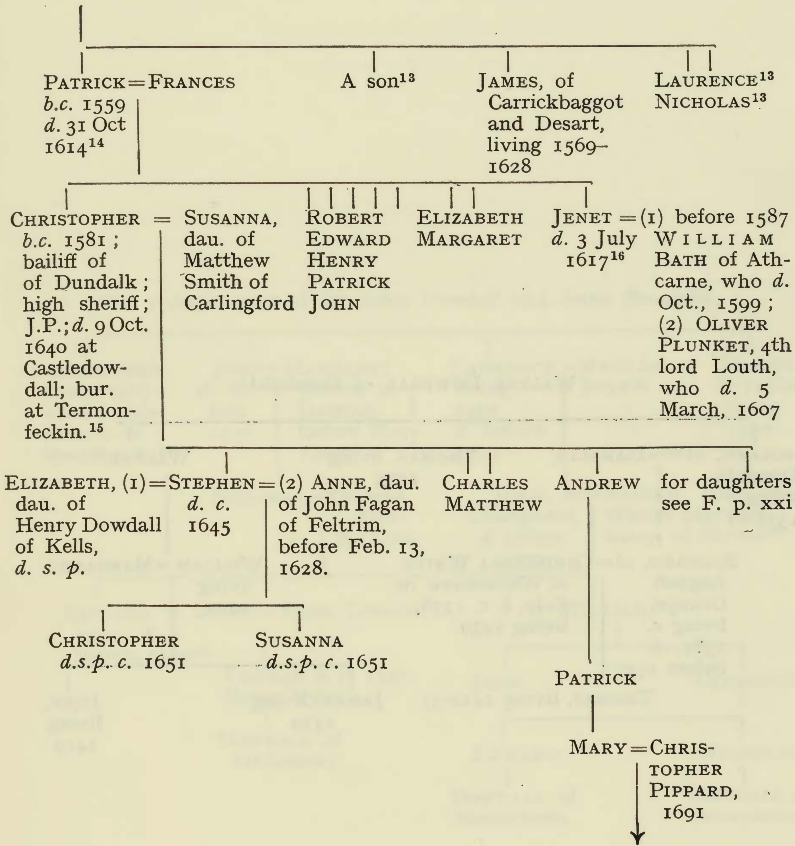 PATRICK=FRANCES
b.c. 1559
d. 31 Oct
1614¹⁴
A son¹³
JAMES, of
Carrickbaggot
and Desart,
living 1569–
1628
LAURENCE¹³
NICHOLAS¹³
CHRISTOPHER =
b.c. 1581 ;
bailiff of
of Dundalk ;
high sheriff ;
J.P.; d. 9 Oct.
1640 at
Castledow-
dall; bur.
at Termon-
feckin.¹⁵
SUSANNA,
dau. of
Matthew
Smith of
Carlingford
ROBERT
EDWARD
HENRY
PATRICK
JOHN
ELIZABETH
MARGARET
JENET = (1) before 1587
d. 3 July
1617¹⁶
WILLIAM
BATH of Ath-
carne, who d.
Oct., 1599 ;
(2) OLIVER
PLUNKET, 4th
lord Louth,
who d. 5
March, 1607
ELIZABETH, (1)=STEPHEN=(2) ANNE, dau.
dau. of
Henry Dowdall
of Kells,
d. s. p.
d. c.
1645
of John Fagan
of Feltrim,
before Feb. 13,
1628.
CHARLES
MATTHEW
ANDREW
for daughters
see F. p. xxi
CHRISTOPHER
d.s.p. c. 1651
SUSANNA
d.s.p. c. 1651
PATRICK
MARY=CHRIS-
TOPHER
PIPPARD,
1691